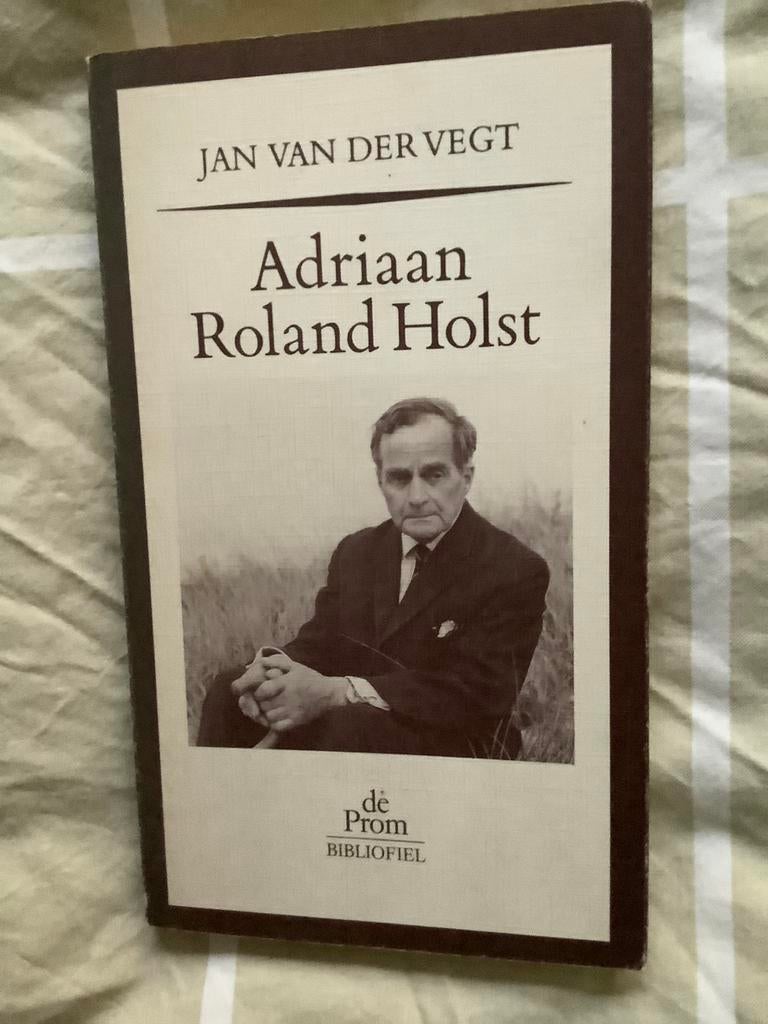 JAN VAN DER VEGT
Adriaan
Roland Holst
de
Prom
BIBLIOFIEL